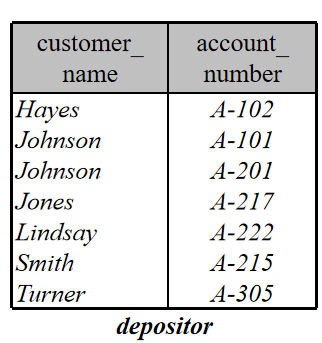 customer_ account_
name number
Hayes A-102
Johnson A-101
Johnson A-201
Jones A-217
Lindsay A-222
Smith A-215
Turner A-305
depositor